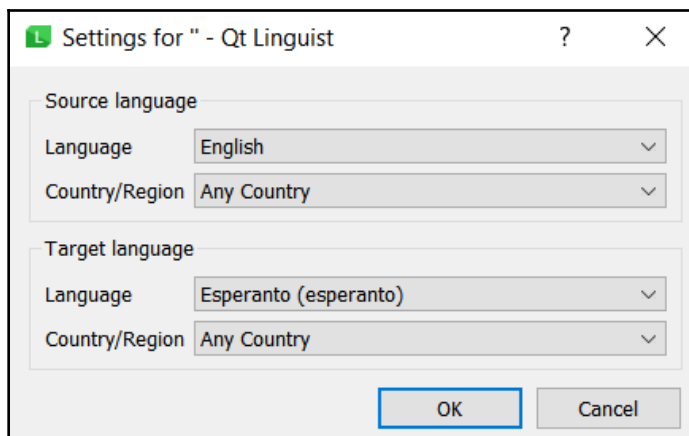 L Settings for '' - Qt Linguist ?
Source language
Language English
Country/Region Any Country
Target language
Language Esperanto (esperanto)
Country/Region Any Country
OK Cancel